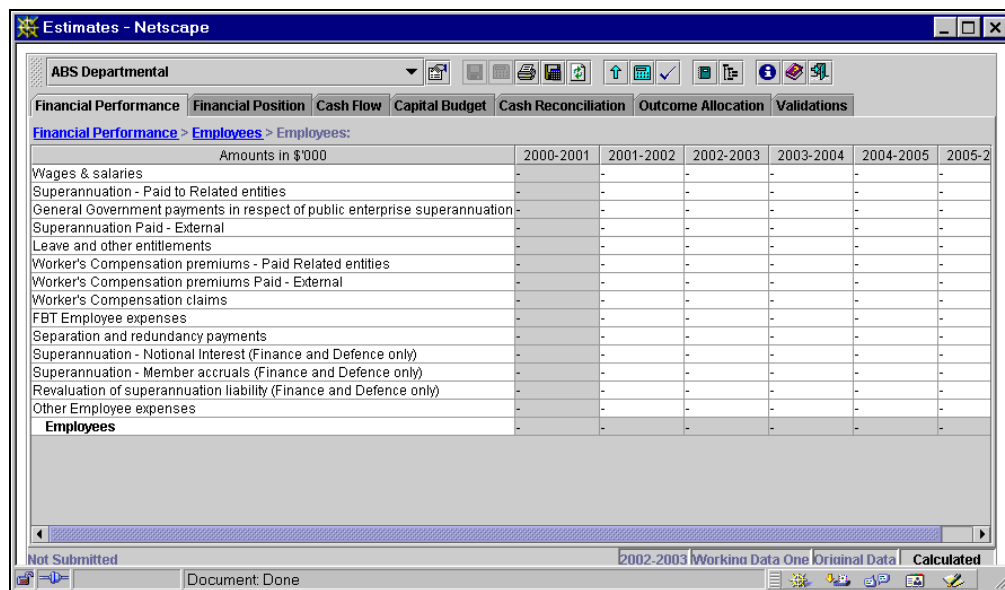 Estimates - Netscape
ABS Departmental
Financial Performance Financial Position Cash Flow Capital Budget Cash Reconciliation Outcome Allocation Validations
Financial Performance > Employees > Employees:
Amounts in $'000 2000-2001 2001-2002 2002-2003 2003-2004 2004-2005 2005-2
Wages & salaries - - - - - -
Superannuation - Paid to Related entities - - - - - -
General Government payments in respect of public enterprise superannuation - - - - - -
Superannuation Paid - External - - - - - -
Leave and other entitlements - - - - - -
Worker's Compensation premiums - Paid Related entities - - - - - -
Worker's Compensation premiums Paid - External - - - - - -
Worker's Compensation claims - - - - - -
FBT Employee expenses - - - - - -
Separation and redundancy payments - - - - - -
Superannuation - Notional Interest (Finance and Defence only) - - - - - -
Superannuation - Member accruals (Finance and Defence only) - - - - - -
Revaluation of superannuation liability (Finance and Defence only) - - - - - -
Other Employee expenses - - - - - -
Employees - - - - - -
Not Submitted 2002-2003 Working Data One Original Data Calculated
Document: Done